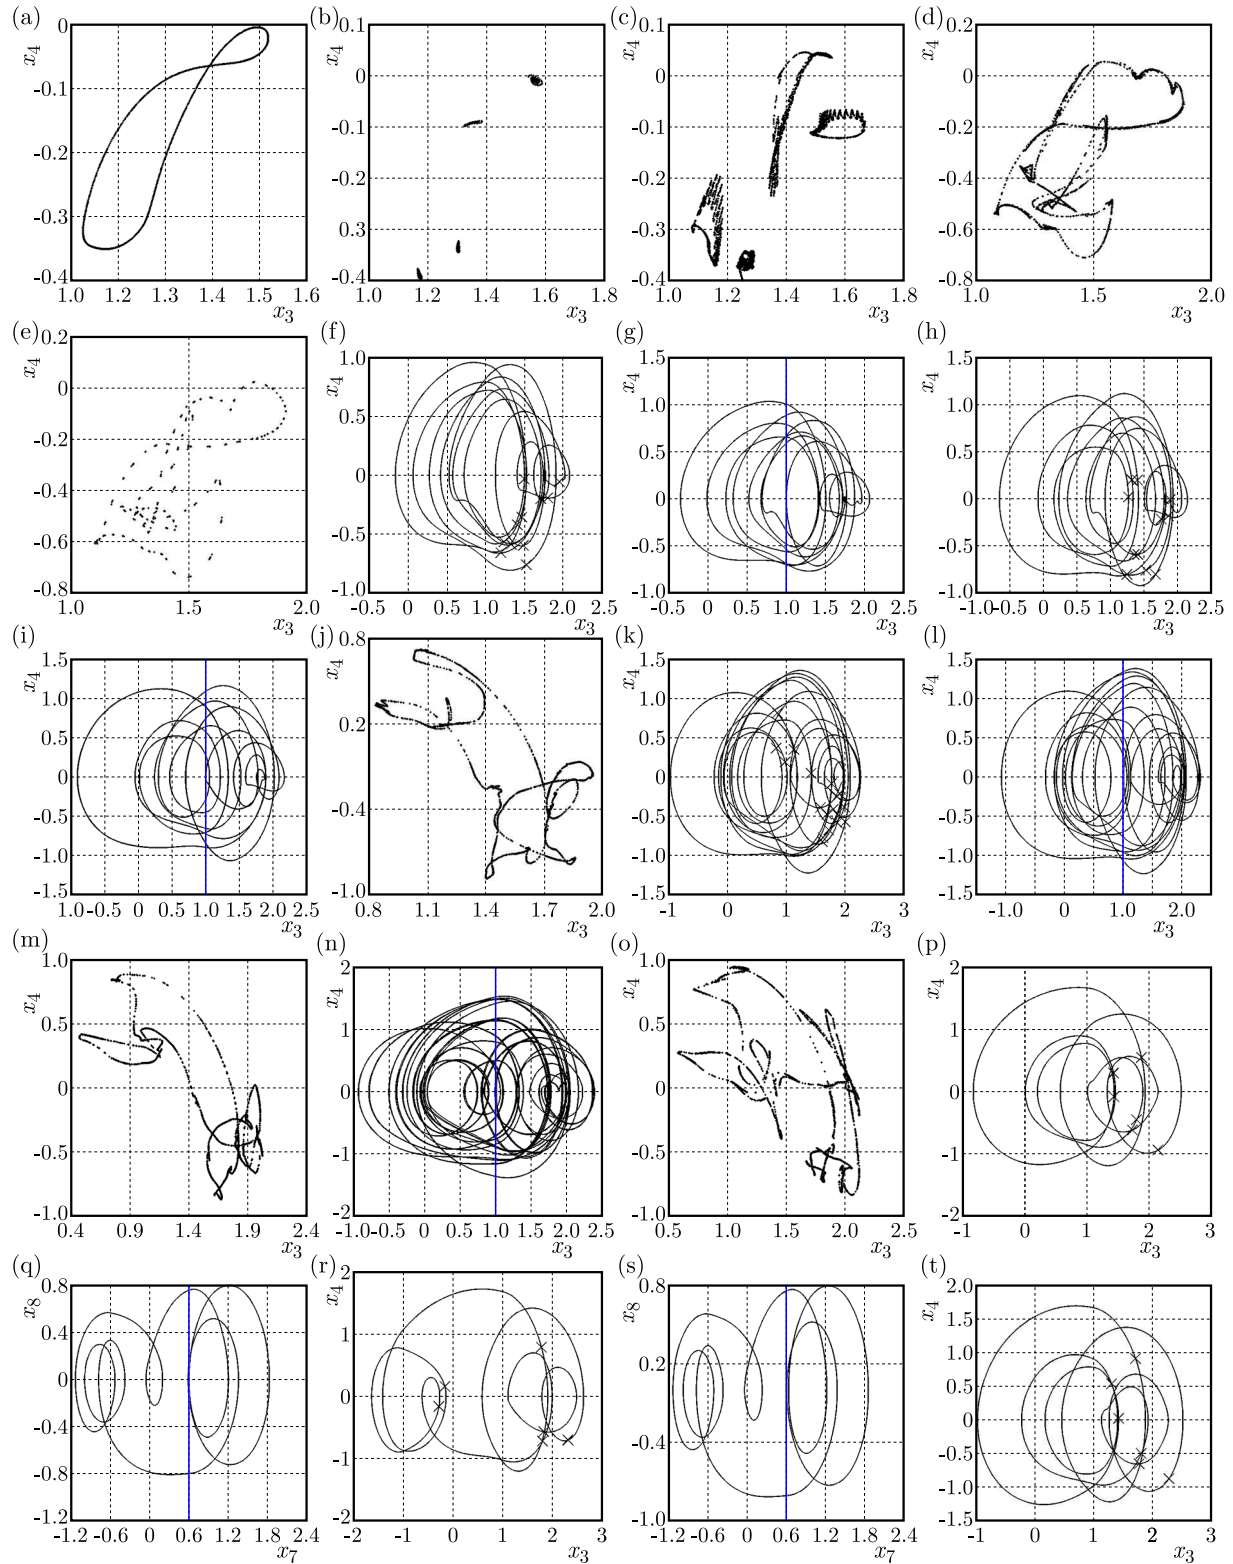 (a) (b) (c) (d)
x4 0 -0.1 -0.2 -0.3 -0.4 1.0 1.1 1.2 1.3 1.4 1.5 1.6 x3
x4 0.1 0 -0.1 -0.2 0.3 -0.4 1.0 1.2 1.4 1.6 1.8 x3
x4 0.1 0 -0.1 -0.2 0.3 -0.4 1.0 1.2 1.4 1.6 1.8 x3
x4 0.2 0 -0.2 -0.4 -0.6 -0.8 1.0 1.5 2.0 x3
(e) (f) (g) (h)
x4 0.2 0 -0.2 -0.4 -0.6 -0.8 1.0 1.5 2.0 x3
x4 1.0 0.5 0 0.5 -1.0 -0.5 0 0.5 1.0 1.5 2.0 2.5 x3
x4 1.5 1.0 0.5 0 -0.5 -1.0 -0.5 0 0.5 1.0 1.5 2.0 2.5 x3
x4 1.5 1.0 0.5 0 0.5 -1.0 -1.0 -0.5 0 0.5 1.0 1.5 2.0 2.5 x3
(i) (j) (k) (l)
x4 1.5 1.0 0.5 0 -0.5 -1.0 -1.5 1.0 -0.5 0 0.5 1.0 1.5 2.0 2.5 x3
x4 0.8 0.2 -0.4 -1.0 0.8 1.1 1.4 1.7 2.0 x3
x4 1.5 1.0 0.5 0 -0.5 -1.0 -1.5 -1 0 1 2 3 x3
x4 1.5 1.0 0.5 0 -0.5 -1.0 -1.5 -1.0 0 1.0 2.0 x3
(m) (n) (o) (p)
x4 1.0 0.5 0 -0.5 -1.0 0.4 0.9 1.4 1.9 2.4 x3
x4 2 1 0 -1 -2 -1.0 -0.5 0 0.5 1.0 1.5 2.0 2.5 x3
x4 1.0 0.5 0 -0.5 -1.0 0.5 1.0 1.5 2.0 2.5 x3
x4 2 1 0 -1 -2 -1 0 1 2 3 x3
(q) (r) (s) (t)
x8 0.8 0.4 0 -0.4 -0.8 -1.2 -1.2 -0.6 0 0.6 1.2 1.8 2.4 x7
x4 2 1 0 -1 -2 -2 -1 0 1 2 3 x3
x8 0.8 0.2 -0.4 -1.0 -1.2 -0.6 0 0.6 1.2 1.8 2.4 x7
x4 2.0 1.5 1.0 0.5 0 -0.5 -1.0 -1.5 -1 0 1 2 3 x3